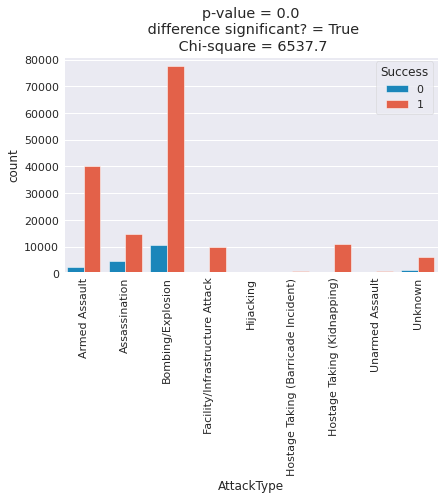 p-value = 0.0
difference significant? = True
Chi-square = 6537.7
Success
0
1
count
80000
70000
60000
50000
40000
30000
20000
10000
0
Armed Assault
Assassination
Bombing/Explosion
Facility/Infrastructure Attack
Hijacking
Hostage Taking (Barricade Incident)
Hostage Taking (Kidnapping)
Unarmed Assault
Unknown
AttackType